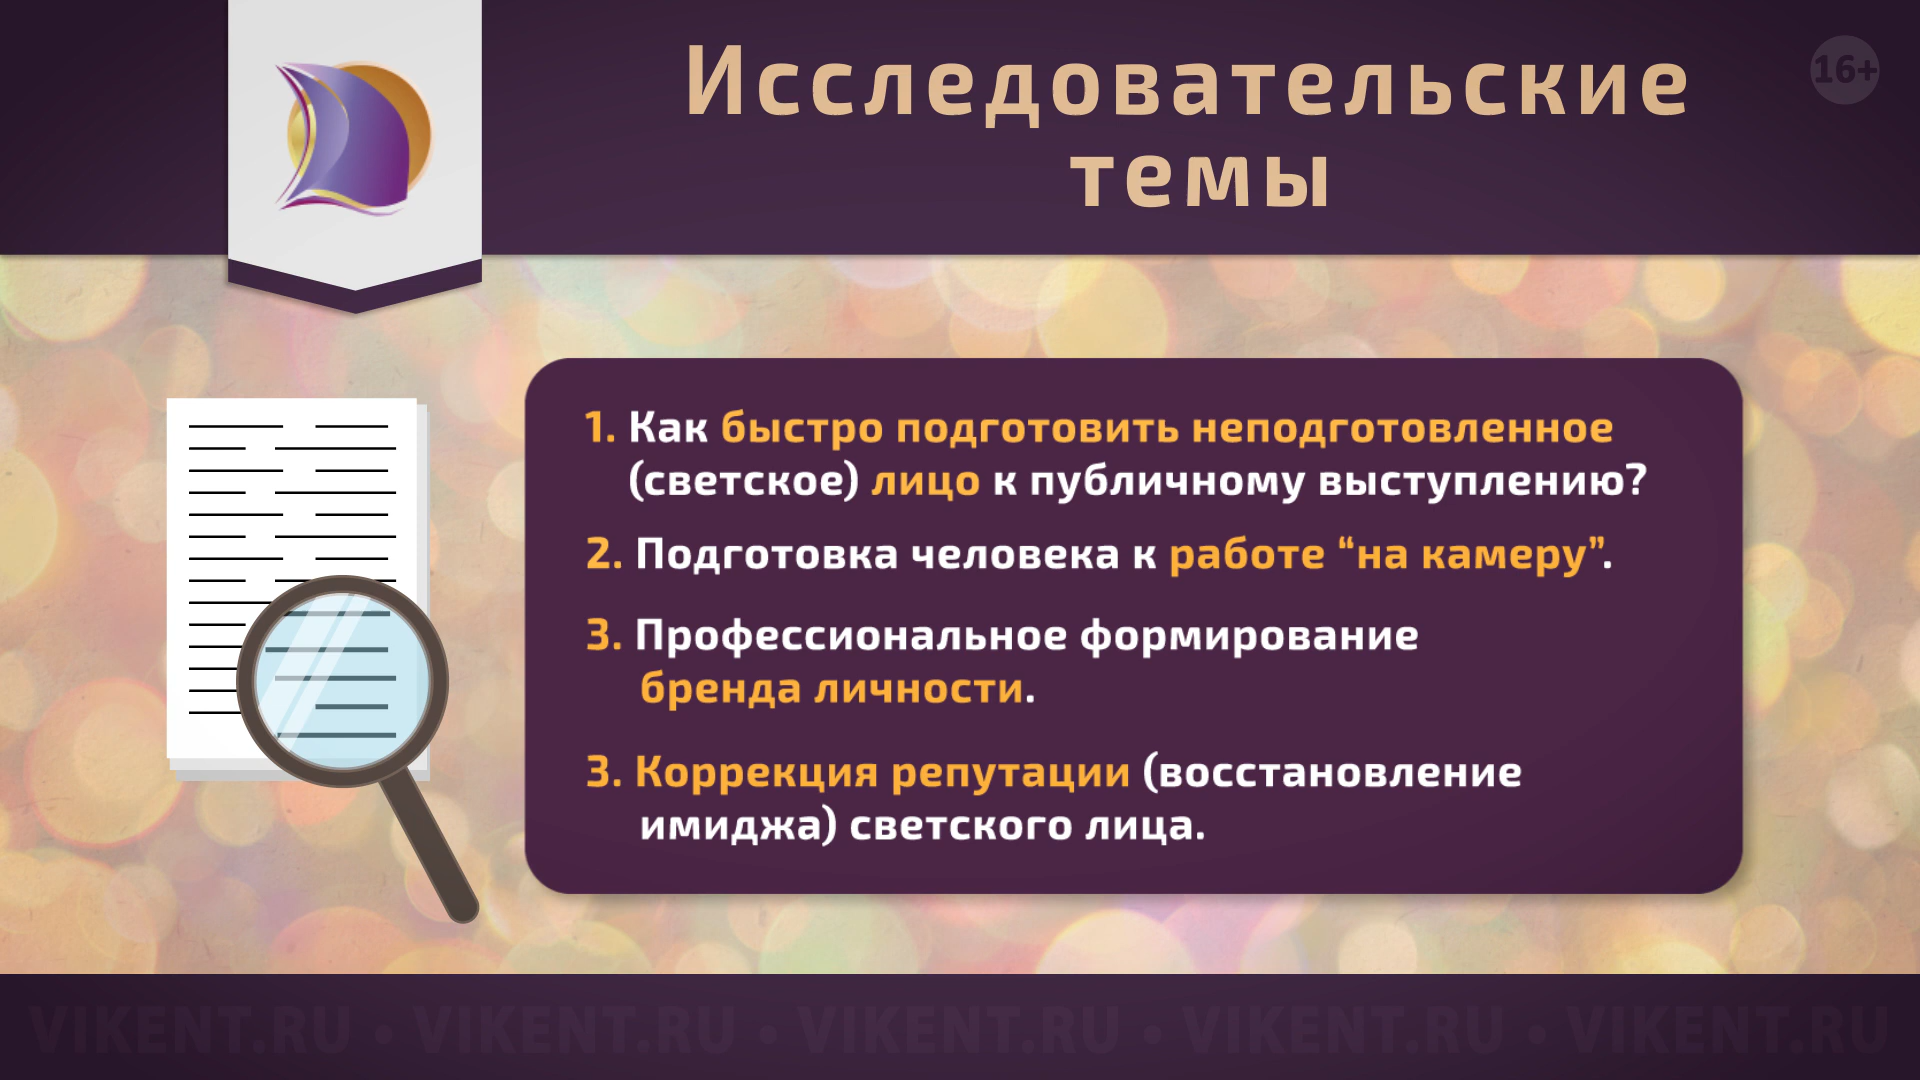 Исследовательские
темы
16+
1. Как быстро подготовить неподготовленное
(светское) лицо к публичному выступлению?
2. Подготовка человека к работе “на камеру”.
3. Профессиональное формирование
бренда личности.
3. Коррекция репутации (восстановление
имиджа) светского лица.
VIKENT.RU • VIKENT.RU • VIKENT.RU • VIKENT.RU • VIKENT.RU